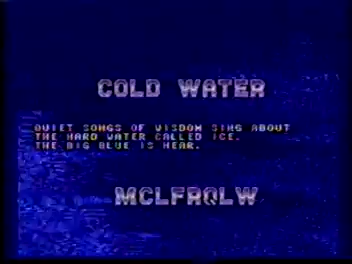 COLD WATER
QUIET SONGS OF WISDOM SING ABOUT
THE HARD WATER CALLED ICE.
THE BIG BLUE IS HEAR.
MCLFRQLW